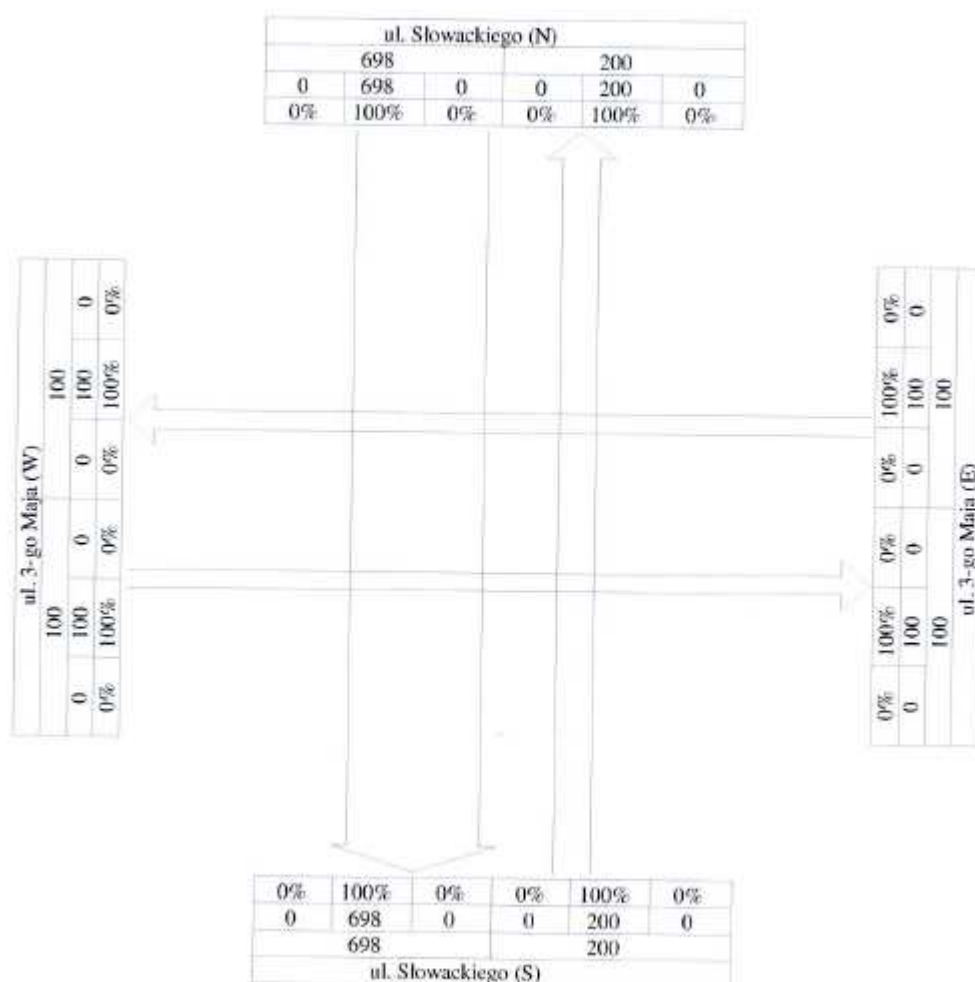 ul. Słowackiego (N)
698 200
0 698 0 0 200 0
0% 100% 0% 0% 100% 0%
ul. 3-go Maja (W)
100 100
0 100 0 0 100 0
0% 100% 0% 0% 100% 0%
0% 100% 0% 0% 100% 0%
0 100 0 0 100 0
100 100
ul. 3-go Maja (E)
0% 100% 0% 0% 100% 0%
0 698 0 0 200 0
698 200
ul. Słowackiego (S)